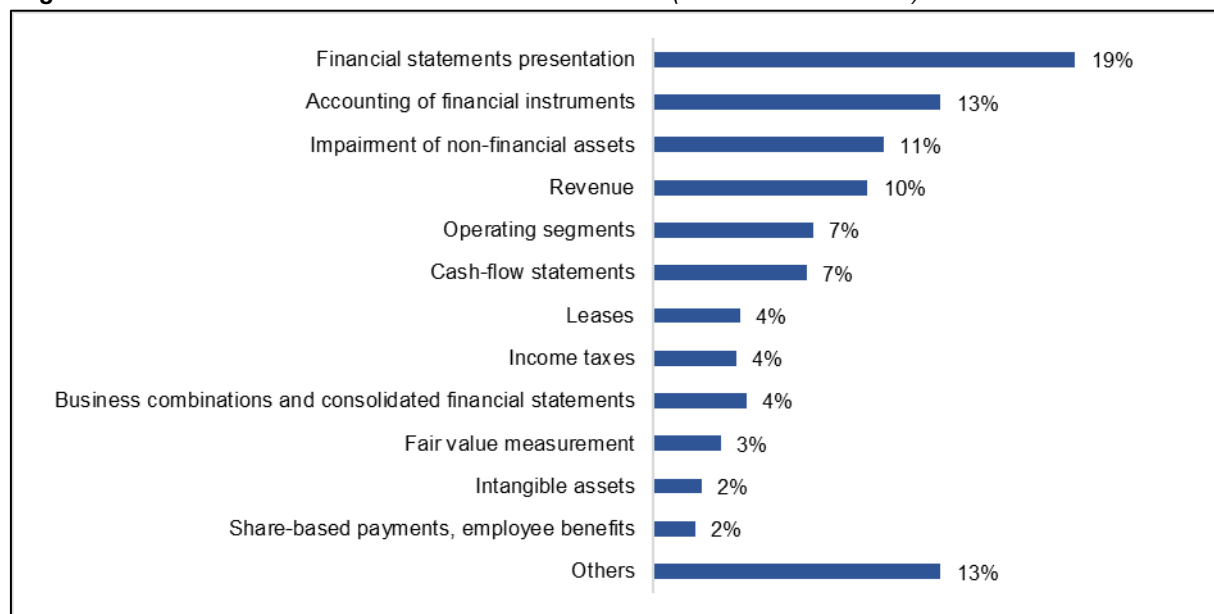 Financial statements presentation 19%
Accounting of financial instruments 13%
Impairment of non-financial assets 11%
Revenue 10%
Operating segments 7%
Cash-flow statements 7%
Leases 4%
Income taxes 4%
Business combinations and consolidated financial statements 4%
Fair value measurement 3%
Intangible assets 2%
Share-based payments, employee benefits 2%
Others 13%